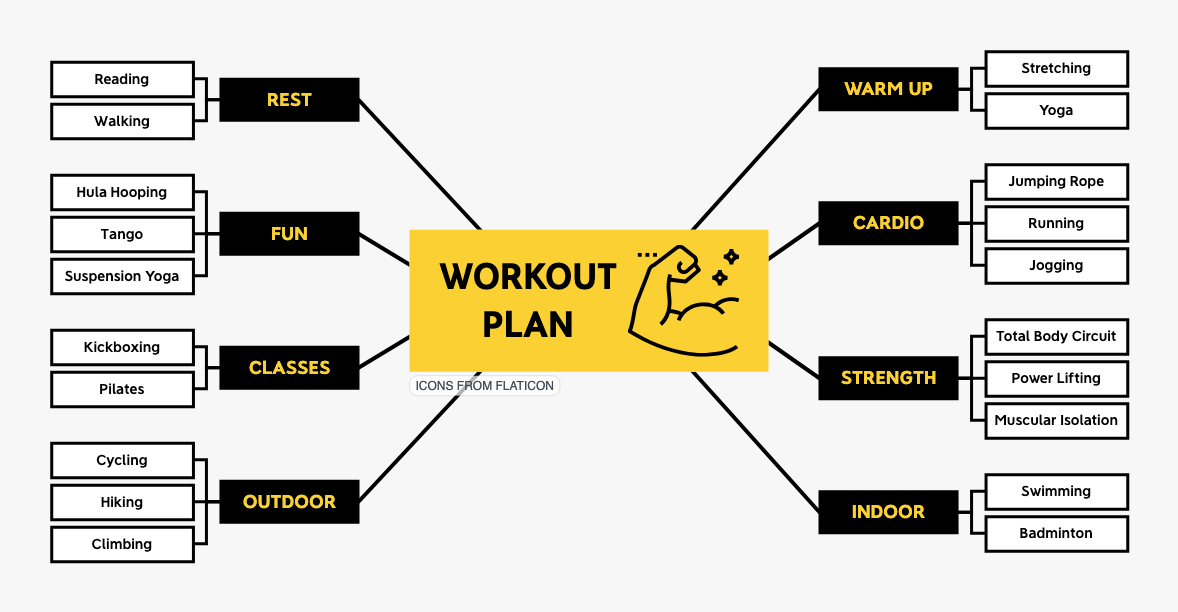 WORKOUT
PLAN
ICONS FROM FLATICON
REST
Reading
Walking
FUN
Hula Hooping
Tango
Suspension Yoga
CLASSES
Kickboxing
Pilates
OUTDOOR
Cycling
Hiking
Climbing
WARM UP
Stretching
Yoga
CARDIO
Jumping Rope
Running
Jogging
STRENGTH
Total Body Circuit
Power Lifting
Muscular Isolation
INDOOR
Swimming
Badminton